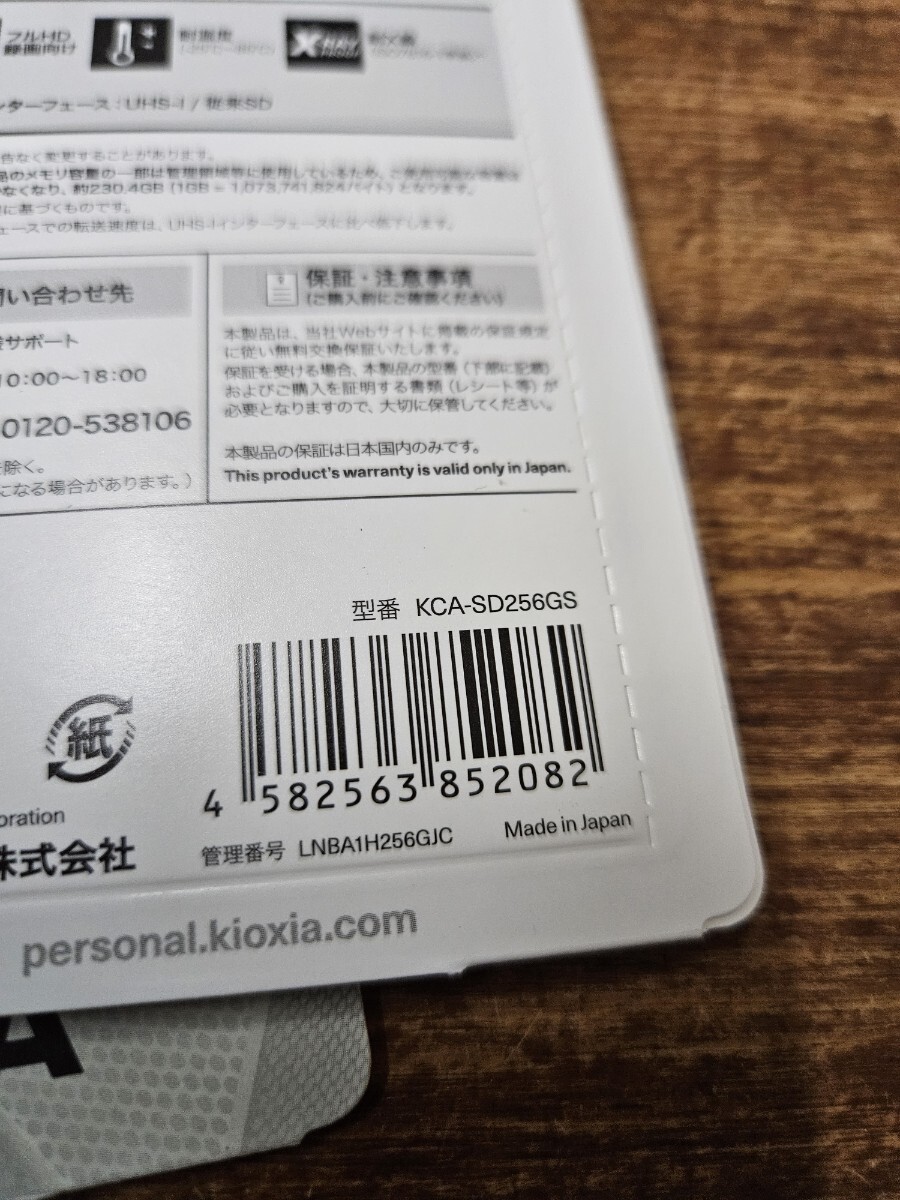 フルHD
録画向け
耐温度
X-RAY
PROOF
ンターフェース：UHS-I / 従来SD
告なく変更することがあります。
品のメモリ容量の一部は管理領域等に使用しているため、ご使用可能な容量は
少なくなり、約230.4GB（1GB = 1,073,741,824バイト）となります。
に基づくものです。
ェースでの転送速度は、UHS-Iインターフェースに比べ低下します。
問い合わせ先
サポート
10:00～18:00
0120-538106
を除く。
になる場合があります。）
保証・注意事項
（ご購入前にご確認ください）
本製品は、当社Webサイトに掲載の保証規定
に従い無料交換保証いたします。
保証を受ける場合、本製品の型番（下部に記載）
およびご購入を証明する書類（レシート等）が
必要となりますので、大切に保管してください。
本製品の保証は日本国内のみです。
This product's warranty is valid only in Japan.
型番 KCA-SD256GS
紙
4 582563 852082
oration
株式会社
管理番号 LNBA1H256GJC Made in Japan
personal.kioxia.com
A